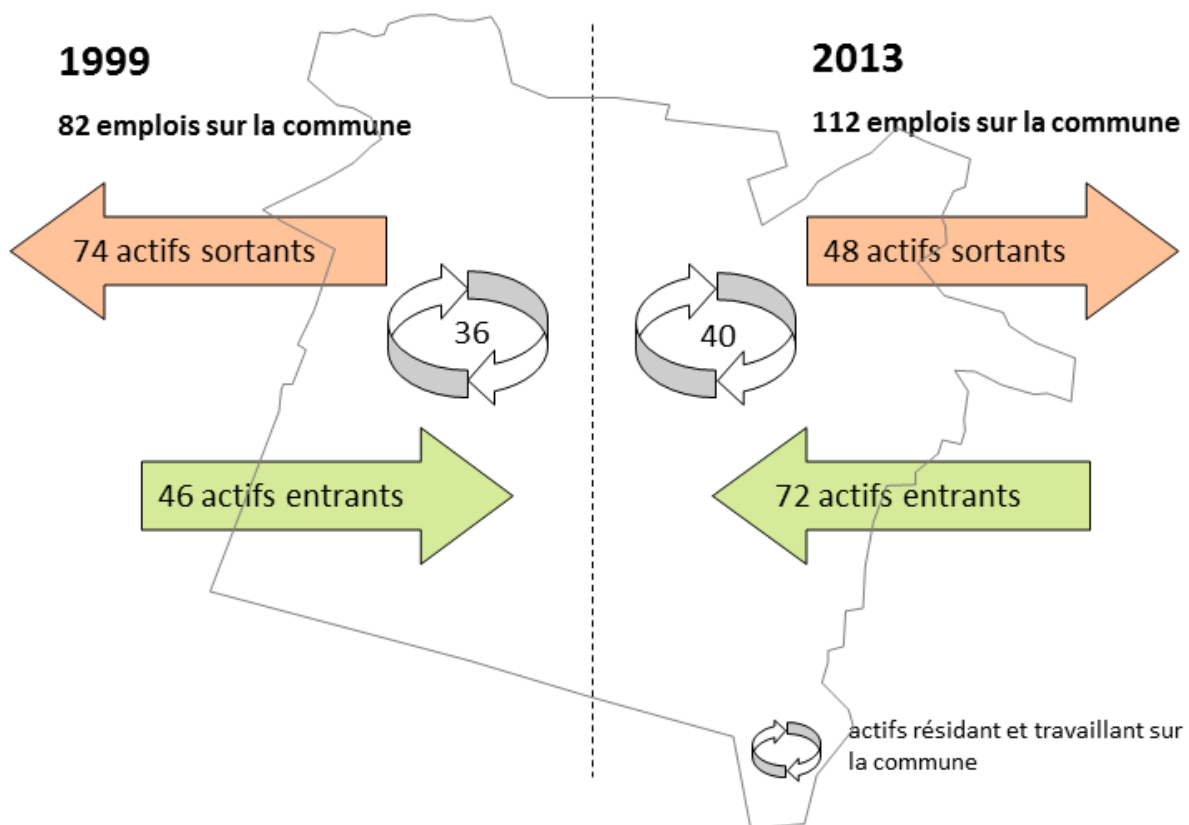 1999
82 emplois sur la commune
74 actifs sortants
36
46 actifs entrants
2013
112 emplois sur la commune
48 actifs sortants
40
72 actifs entrants
actifs résidant et travaillant sur
la commune